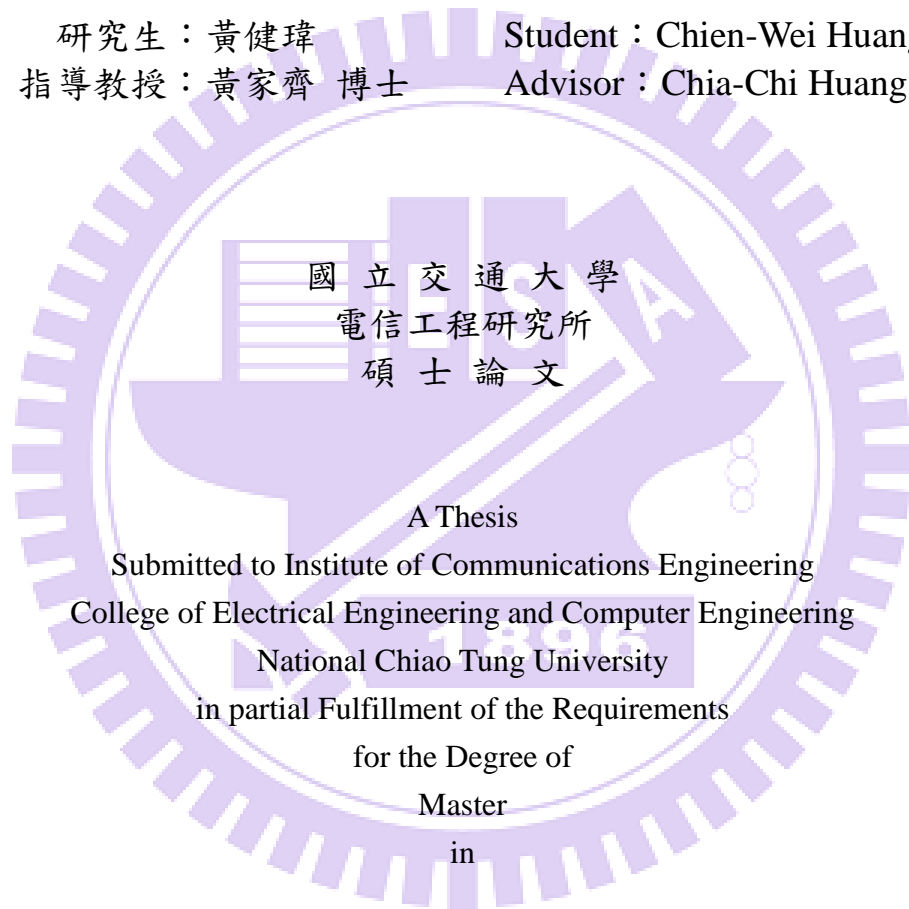 研究生：黃健瑋 Student：Chien-Wei Huang
指導教授：黃家齊 博士 Advisor：Chia-Chi Huang
ESA
國 立 交 通 大 學
電信工程研究所
碩 士 論 文
A Thesis
Submitted to Institute of Communications Engineering
College of Electrical Engineering and Computer Engineering
1896
National Chiao Tung University
in partial Fulfillment of the Requirements
for the Degree of
Master
in